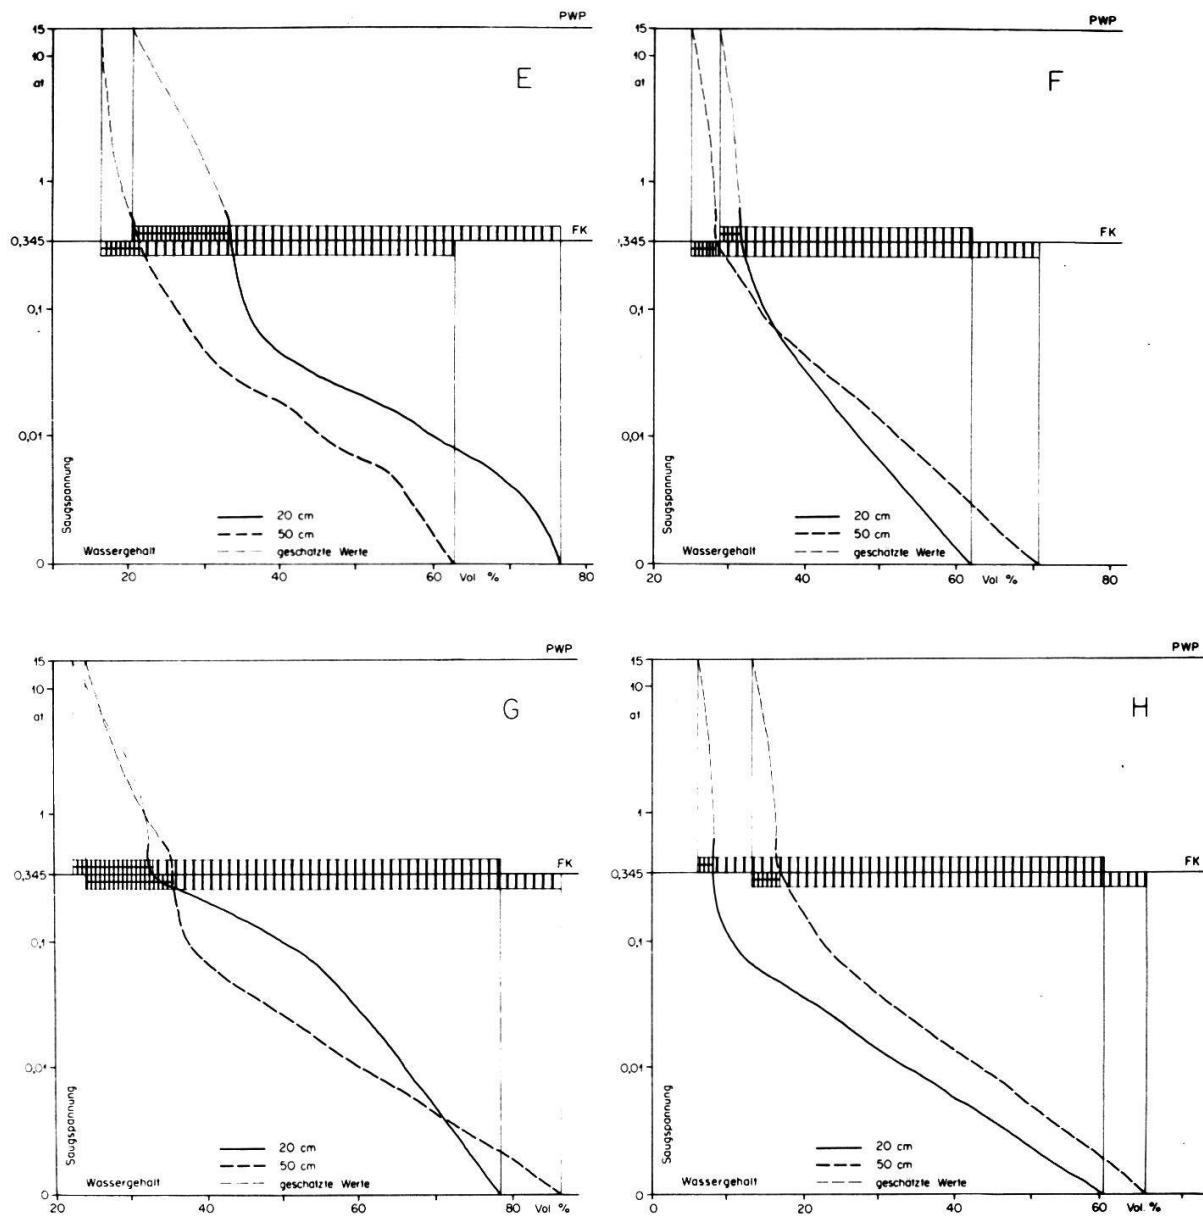 PWP
15
10
at
E
1
FK
0,345
0,1
0,01
Saugspannung
20 cm
50 cm
Wassergehalt
geschätzte Werte
0
20
40
60 Vol %
80
PWP
15
10
at
F
1
FK
0,345
0,1
0,01
Saugspannung
20 cm
50 cm
Wassergehalt
geschätzte Werte
0
20
40
60 Vol %
80
PWP
15
10
at
G
1
FK
0,345
0,1
0,01
Saugspannung
20 cm
50 cm
Wassergehalt
geschätzte Werte
0
20
40
60
Vol %
80
PWP
15
10
at
H
1
FK
0,345
0,1
0,01
Saugspannung
20 cm
50 cm
Wassergehalt
geschätzte Werte
0
0
20
40
60 Vol. %